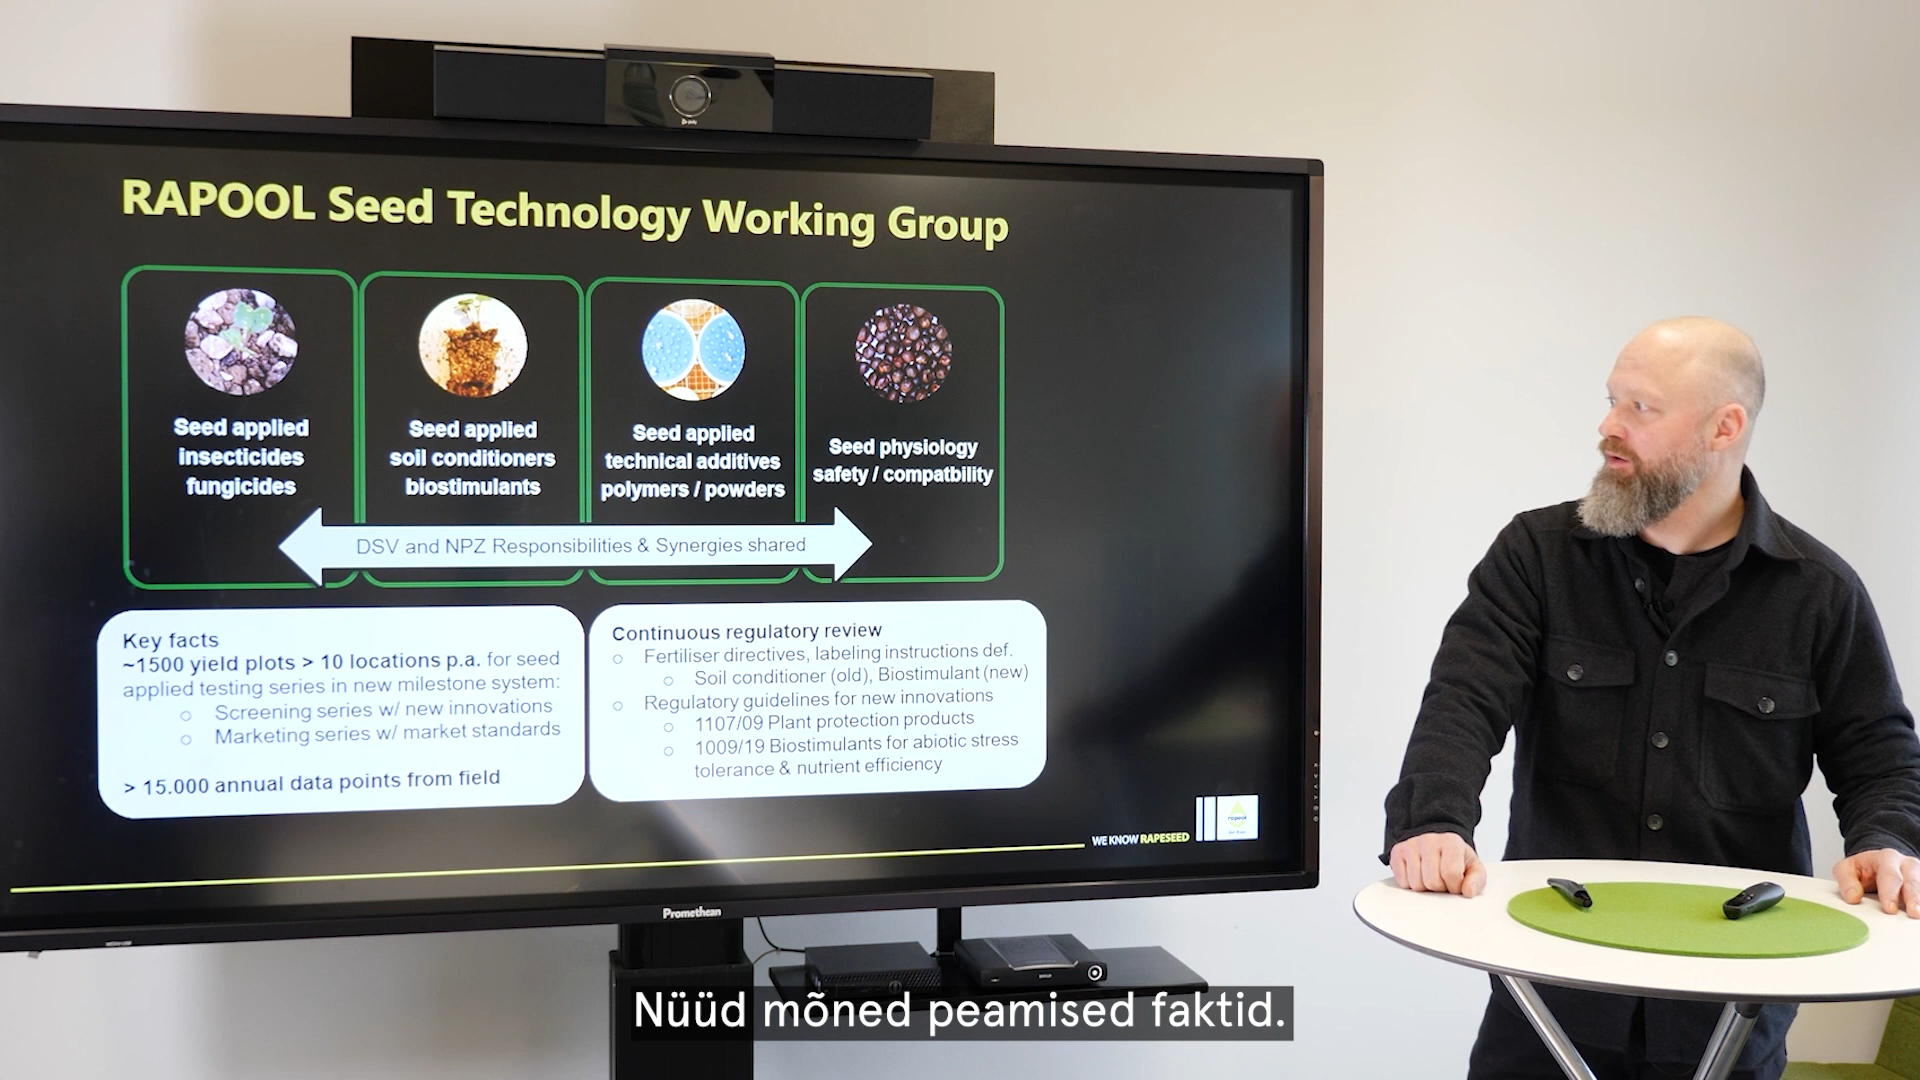 RAPOOL Seed Technology Working Group
Seed applied
insecticides
fungicides
Seed applied
soil conditioners
biostimulants
Seed applied
technical additives
polymers / powders
Seed physiology
safety / compatbility
DSV and NPZ Responsibilities & Synergies shared
Key facts
~1500 yield plots > 10 locations p.a. for seed
applied testing series in new milestone system:
○ Screening series w/ new innovations
○ Marketing series w/ market standards
> 15.000 annual data points from field
Continuous regulatory review
○ Fertiliser directives, labeling instructions def.
○ Soil conditioner (old), Biostimulant (new)
○ Regulatory guidelines for new innovations
○ 1107/09 Plant protection products
○ 1009/19 Biostimulants for abiotic stress
tolerance & nutrient efficiency
WE KNOW RAPESEED
rapool
Promethean
poly
Nüüd mõned peamised faktid.